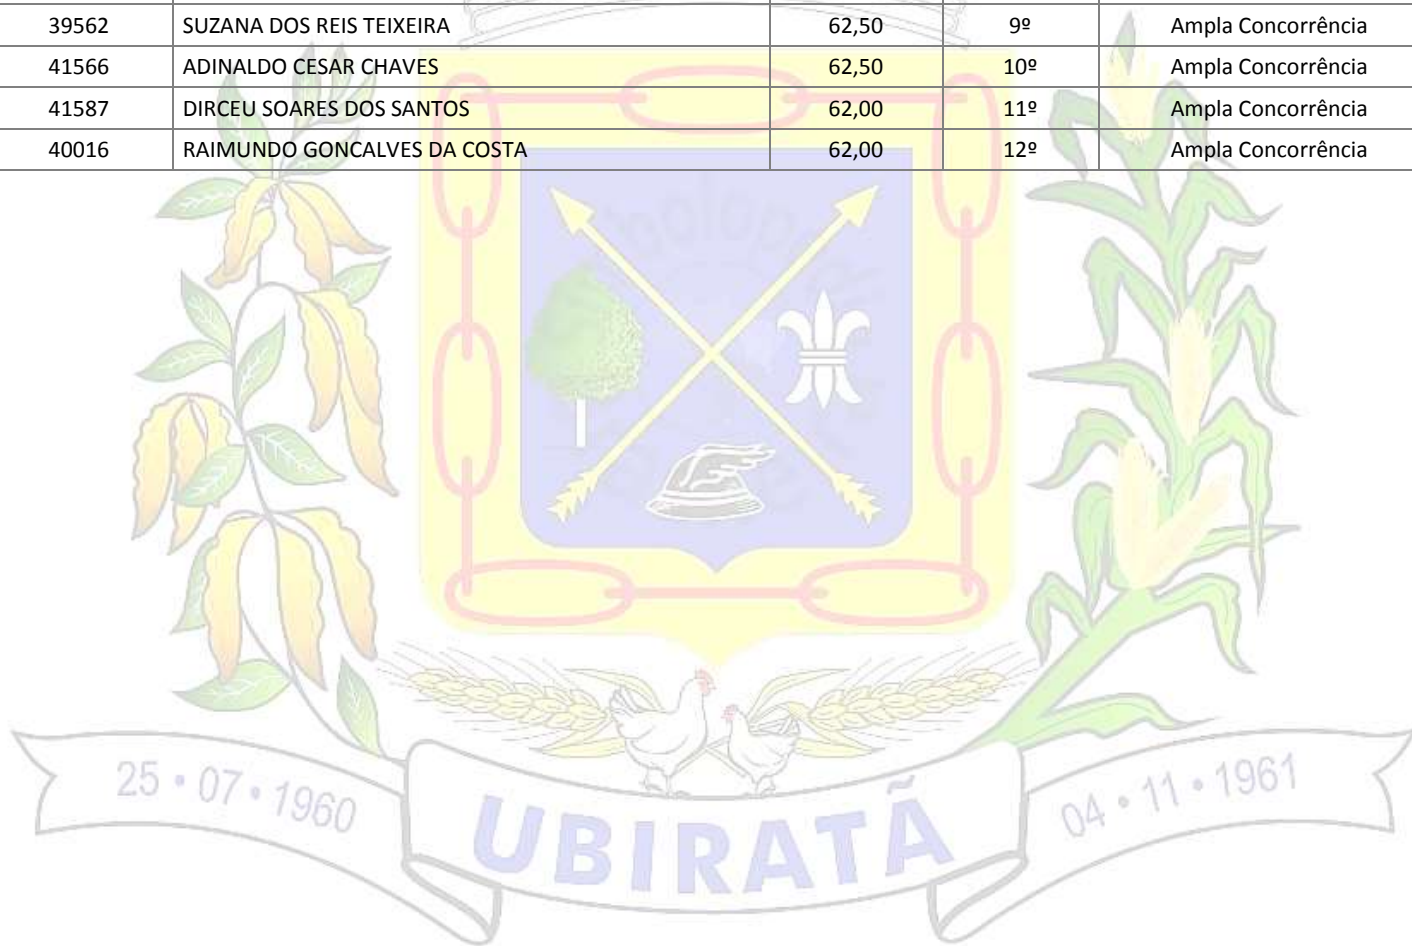 39562 SUZANA DOS REIS TEIXEIRA 62,50 9º Ampla Concorrência
41566 ADINALDO CESAR CHAVES 62,50 10º Ampla Concorrência
41587 DIRCEU SOARES DOS SANTOS 62,00 11º Ampla Concorrência
40016 RAIMUNDO GONCALVES DA COSTA 62,00 12º Ampla Concorrência
25 • 07 • 1960
UBIRATÃ
04 • 11 • 1961